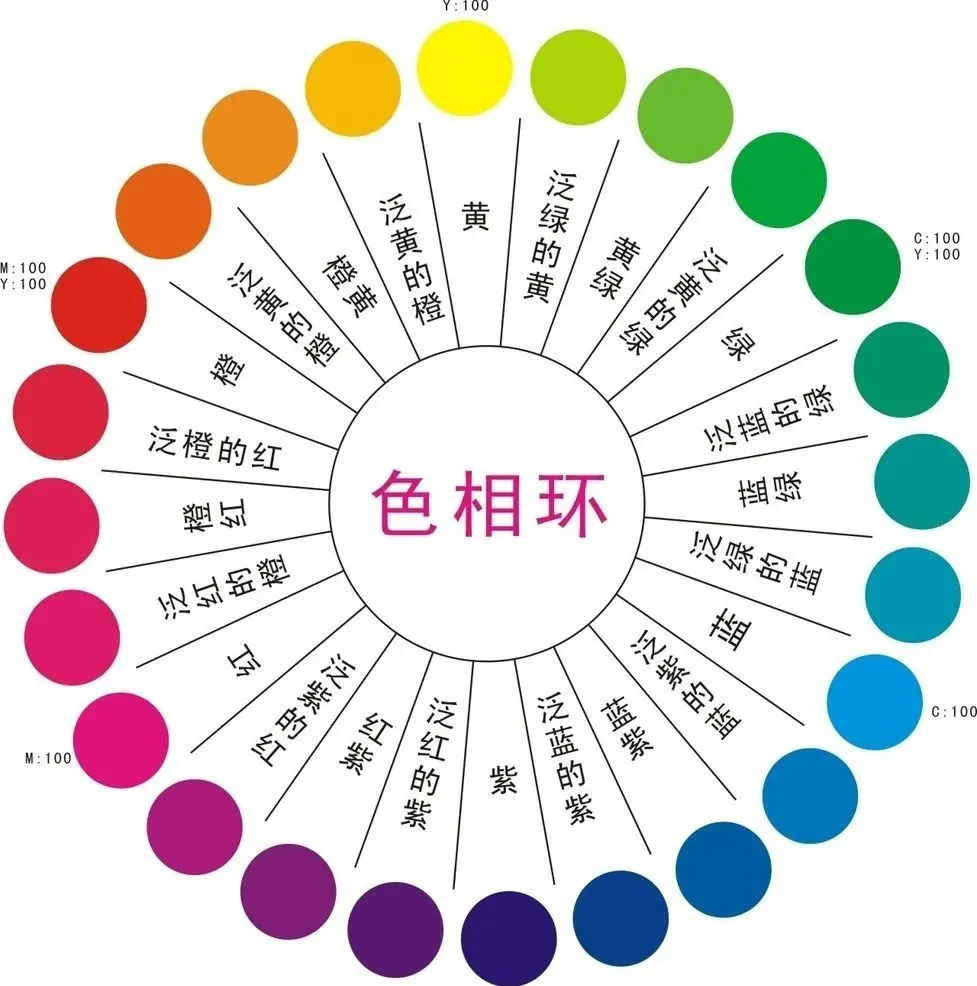 Y:100
黄
泛绿的黄
黄绿
泛黄的绿
绿
C:100
Y:100
泛蓝的绿
蓝绿
泛绿的蓝
蓝
C:100
泛紫的蓝
蓝紫
泛蓝的紫
紫
泛红的紫
红紫
泛紫的红
红
M:100
泛红的橙
橙红
泛橙的红
橙
M:100
Y:100
泛黄的橙
橙黄
泛黄的橙
色相环